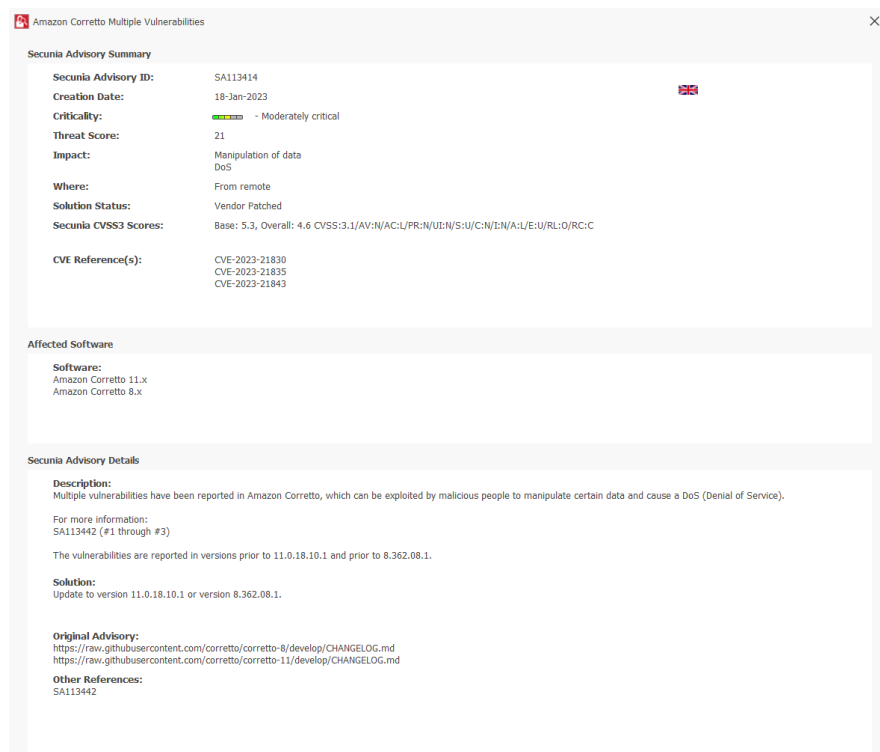 Amazon Corretto Multiple Vulnerabilities
Secunia Advisory Summary
Secunia Advisory ID: SA113414
Creation Date: 18-Jan-2023
Criticality: - Moderately critical
Threat Score: 21
Impact: Manipulation of data
DoS
Where: From remote
Solution Status: Vendor Patched
Secunia CVSS3 Scores: Base: 5.3, Overall: 4.6 CVSS:3.1/AV:N/AC:L/PR:N/UI:N/S:U/C:N/I:N/A:L/E:U/RL:O/RC:C
CVE Reference(s): CVE-2023-21830
CVE-2023-21835
CVE-2023-21843
Affected Software
Software:
Amazon Corretto 11.x
Amazon Corretto 8.x
Secunia Advisory Details
Description:
Multiple vulnerabilities have been reported in Amazon Corretto, which can be exploited by malicious people to manipulate certain data and cause a DoS (Denial of Service).
For more information:
SA113442 (#1 through #3)
The vulnerabilities are reported in versions prior to 11.0.18.10.1 and prior to 8.362.08.1.
Solution:
Update to version 11.0.18.10.1 or version 8.362.08.1.
Original Advisory:
https://raw.githubusercontent.com/corretto/corretto-8/develop/CHANGELOG.md
https://raw.githubusercontent.com/corretto/corretto-11/develop/CHANGELOG.md
Other References:
SA113442